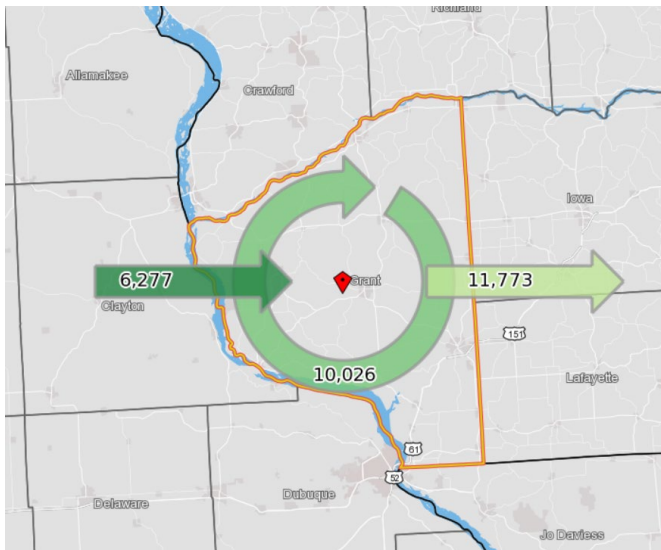 Richland
Allamakee
Crawford
Iowa
6,277
Grant
11,773
Clayton
151
10,026
Lafayette
61
52
Dubuque
Delaware
Jo Daviess